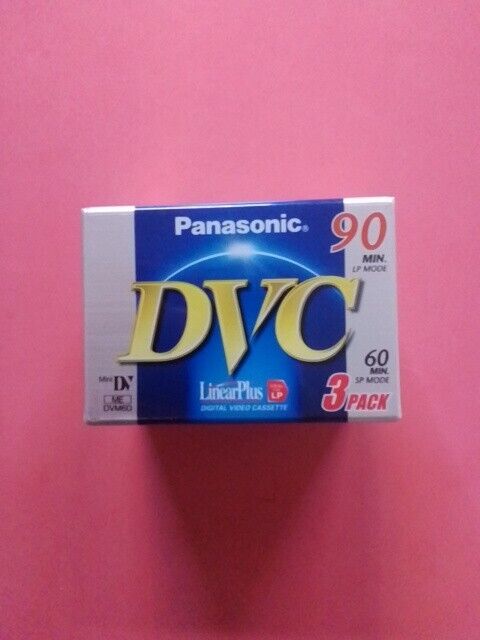 Panasonic®
90
MIN.
LP MODE
DVC
60
MIN.
SP MODE
Mini DV
ME
DVM60
LinearPlus
LP
DIGITAL VIDEO CASSETTE
3 PACK